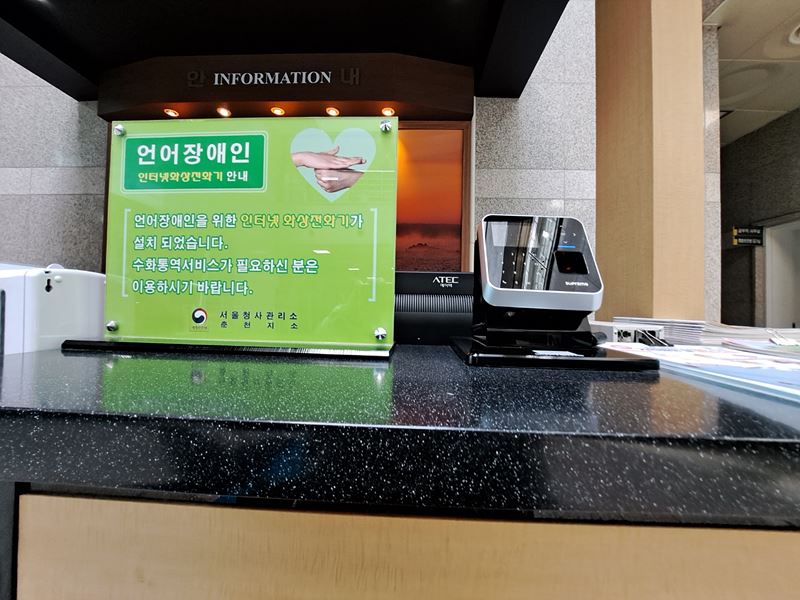 안 INFORMATION 내
언어장애인
인터넷화상전화기 안내
언어장애인을 위한 인터넷 화상전화기가
설치 되었습니다.
수화통역서비스가 필요하신 분은
이용하시기 바랍니다.
서울청사관리소
춘천지소
ATEC
에이텍
suprema